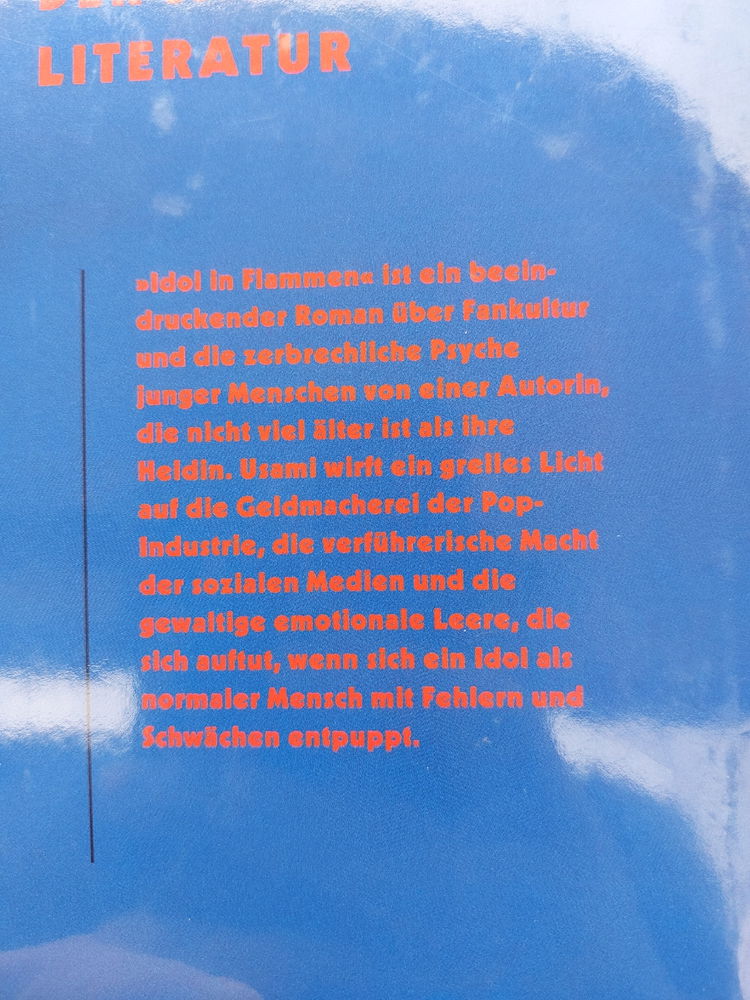 LITERATUR
»Idol in Flammen« ist ein beein-
druckender Roman über Fankultur
und die zerbrechliche Psyche
junger Menschen von einer Autorin,
die nicht viel älter ist als ihre
Heldin. Usami wirft ein grelles Licht
auf die Geldmacherei der Pop-
Industrie, die verführerische Macht
der sozialen Medien und die
gewaltige emotionale Leere, die
sich auftut, wenn sich ein Idol als
normaler Mensch mit Fehlern und
Schwächen entpuppt.